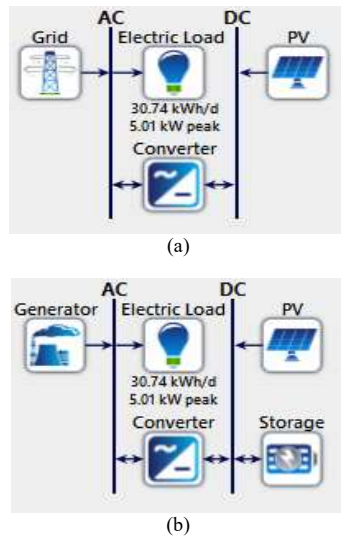 AC DC
Grid Electric Load PV
30.74 kWh/d
5.01 kW peak
Converter
(a)
AC DC
Generator Electric Load PV
30.74 kWh/d
5.01 kW peak
Converter Storage
(b)